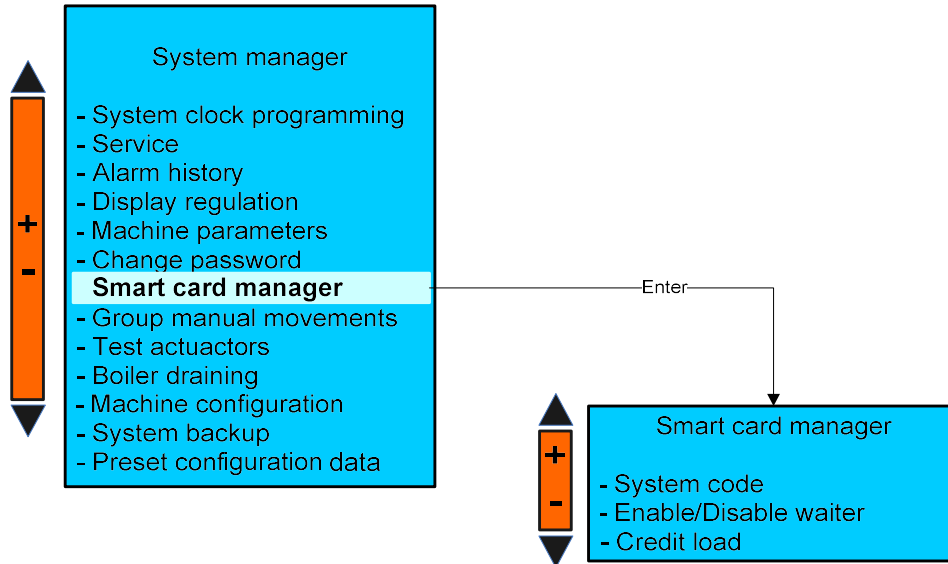 System manager
- System clock programming
- Service
- Alarm history
- Display regulation
- Machine parameters
- Change password
Smart card manager
- Group manual movements
- Test actuactors
- Boiler draining
- Machine configuration
- System backup
- Preset configuration data
+
-
Enter
Smart card manager
- System code
- Enable/Disable waiter
- Credit load
+
-